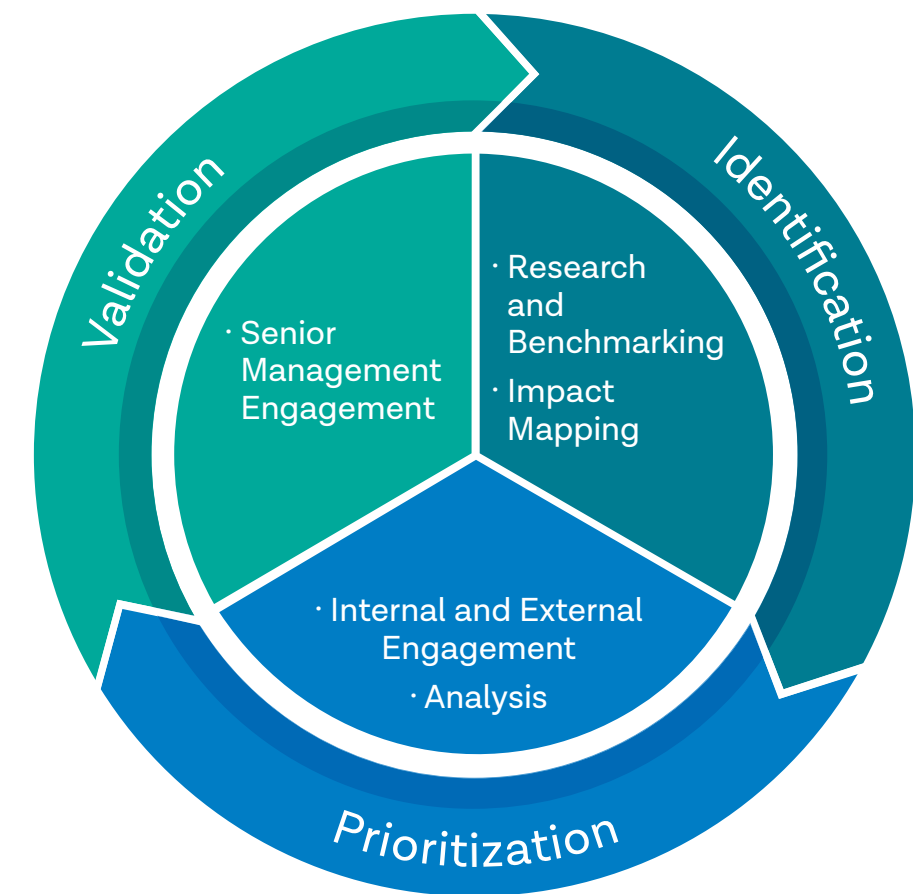 Validation
Identification
Prioritization
· Senior
Management
Engagement
· Research
and
Benchmarking
· Impact
Mapping
· Internal and External
Engagement
· Analysis